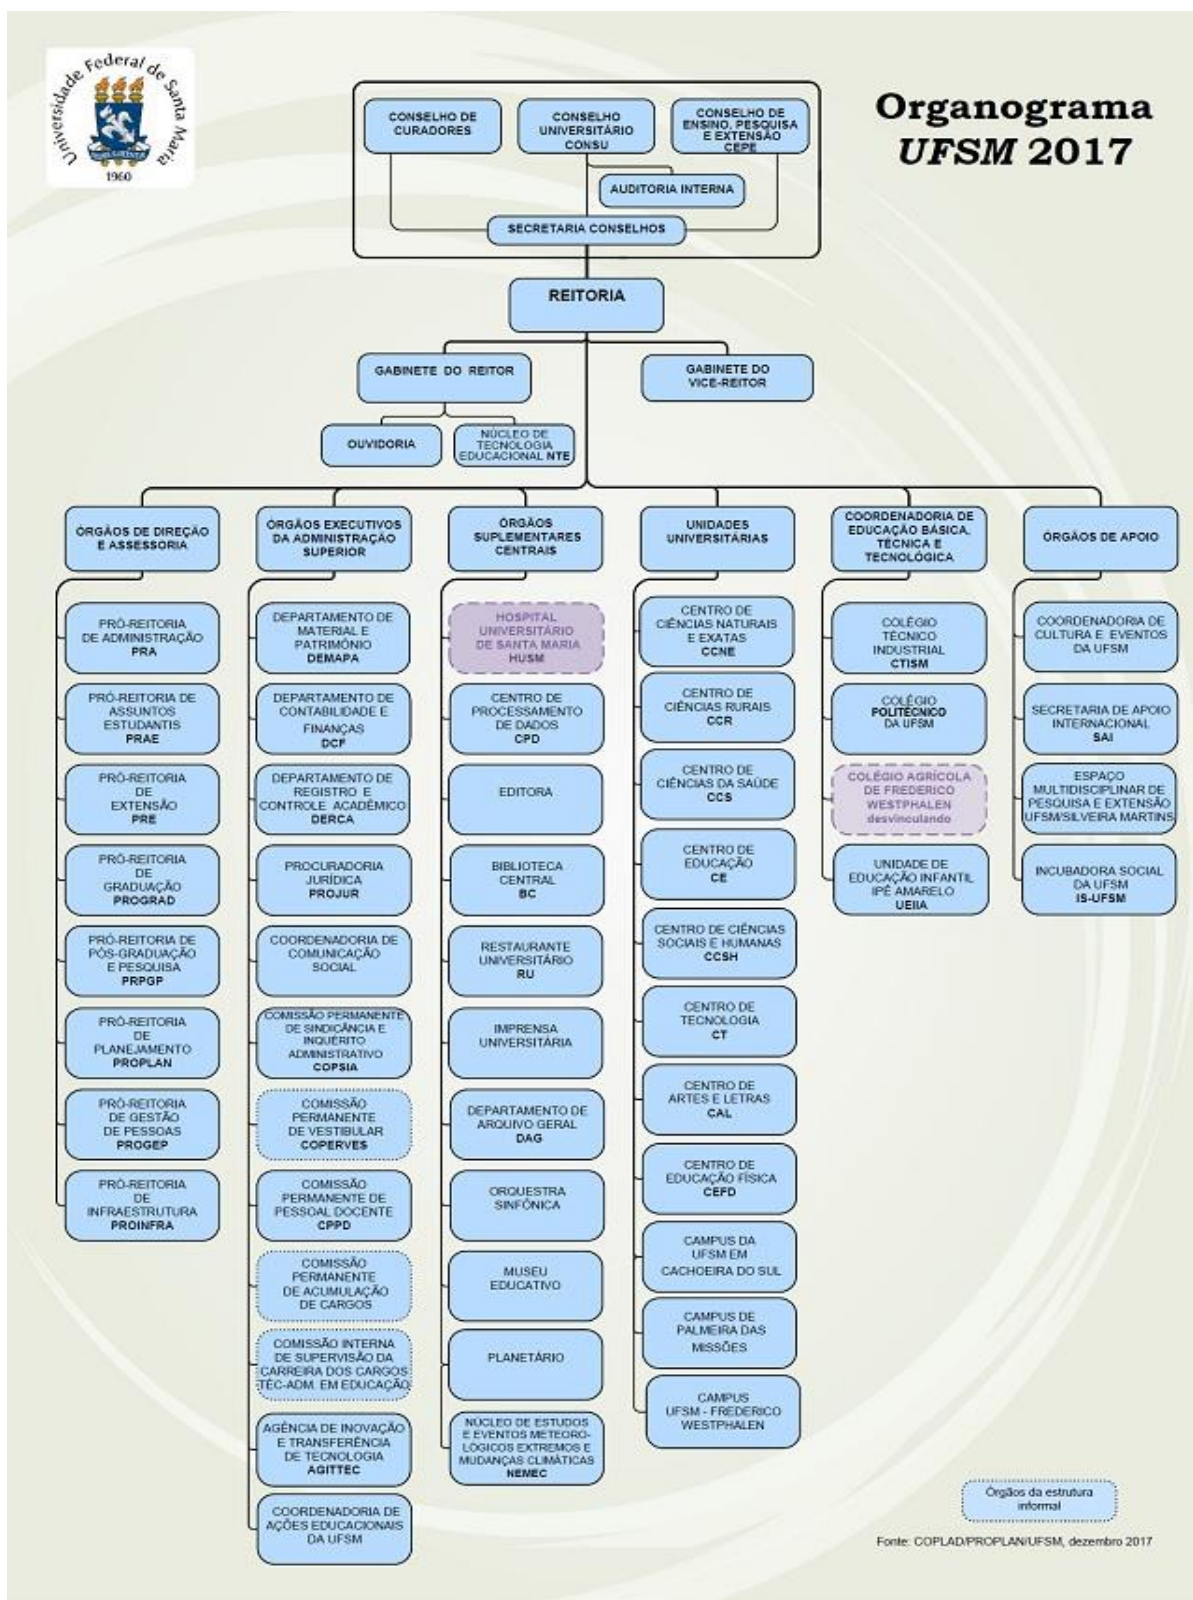 Universidade Federal de Santa Maria
1960
Organograma
UFSM 2017
CONSELHO DE
CURADORES
CONSELHO
UNIVERSITÁRIO
CONSU
CONSELHO DE
ENSINO, PESQUISA
E EXTENSÃO
CEPE
AUDITORIA INTERNA
SECRETARIA CONSELHOS
REITORIA
GABINETE DO REITOR
GABINETE DO
VICE-REITOR
OUVIDORIA
NÚCLEO DE
TECNOLOGIA
EDUCACIONAL NTE
ÓRGÃOS DE DIREÇÃO
E ASSESSORIA
PRÓ-REITORIA
DE ADMINISTRAÇÃO
PRA
PRÓ-REITORIA DE
ASSUNTOS
ESTUDANTIS
PRAE
PRÓ-REITORIA
DE
EXTENSÃO
PRE
PRÓ-REITORIA
DE
GRADUAÇÃO
PROGRAD
PRÓ-REITORIA DE
PÓS-GRADUAÇÃO
E PESQUISA
PRPGP
PRÓ-REITORIA
DE
PLANEJAMENTO
PROPLAN
PRÓ-REITORIA
DE GESTÃO
DE PESSOAS
PROGEP
PRÓ-REITORIA
DE
INFRAESTRUTURA
PROINFRA
ÓRGÃOS EXECUTIVOS
DA ADMINISTRAÇÃO
SUPERIOR
DEPARTAMENTO DE
MATERIAL E
PATRIMÔNIO
DEMAPA
DEPARTAMENTO DE
CONTABILIDADE E
FINANÇAS
DCF
DEPARTAMENTO DE
REGISTRO E
CONTROLE ACADÊMICO
DERCA
PROCURADORIA
JURÍDICA
PROJUR
COORDENADORIA DE
COMUNICAÇÃO
SOCIAL
COMISSÃO PERMANENTE
DE SINDICÂNCIA E
INQUÉRITO
ADMINISTRATIVO
COPSIA
COMISSÃO
PERMANENTE
DE VESTIBULAR
COPERVES
COMISSÃO
PERMANENTE DE
PESSOAL DOCENTE
CPPD
COMISSÃO
PERMANENTE
DE ACUMULAÇÃO
DE CARGOS
COMISSÃO INTERNA
DE SUPERVISÃO DA
CARREIRA DOS CARGOS
TÉC-ADM. EM EDUCAÇÃO
AGÊNCIA DE INOVAÇÃO
E TRANSFERÊNCIA
DE TECNOLOGIA
AGITTEC
COORDENADORIA DE
AÇÕES EDUCACIONAIS
DA UFSM
ÓRGÃOS
SUPLEMENTARES
CENTRAIS
HOSPITAL
UNIVERSITÁRIO
DE SANTA MARIA
HUSM
CENTRO DE
PROCESSAMENTO
DE DADOS
CPD
EDITORA
BIBLIOTECA
CENTRAL
BC
RESTAURANTE
UNIVERSITÁRIO
RU
IMPRENSA
UNIVERSITÁRIA
DEPARTAMENTO DE
ARQUIVO GERAL
DAG
ORQUESTRA
SINFÔNICA
MUSEU
EDUCATIVO
PLANETÁRIO
NÚCLEO DE ESTUDOS
E EVENTOS METEORO-
LÓGICOS EXTREMOS E
MUDANÇAS CLIMÁTICAS
NEMEC
UNIDADES
UNIVERSITÁRIAS
CENTRO DE
CIÊNCIAS NATURAIS
E EXATAS
CCNE
CENTRO DE
CIÊNCIAS RURAIS
CCR
CENTRO DE
CIÊNCIAS DA SAÚDE
CCS
CENTRO DE
EDUCAÇÃO
CE
CENTRO DE CIÊNCIAS
SOCIAIS E HUMANAS
CCSH
CENTRO DE
TECNOLOGIA
CT
CENTRO DE
ARTES E LETRAS
CAL
CENTRO DE
EDUCAÇÃO FÍSICA
CEFD
CAMPUS DA
UFSM EM
CACHOEIRA DO SUL
CAMPUS DE
PALMEIRA DAS
MISSÕES
CAMPUS
UFSM - FREDERICO
WESTPHALEN
COORDENADORIA DE
EDUCAÇÃO BÁSICA,
TÉCNICA E
TECNOLÓGICA
COLÉGIO
TÉCNICO
INDUSTRIAL
CTISM
COLÉGIO
POLITÉCNICO
DA UFSM
COLÉGIO AGRÍCOLA
DE FREDERICO
WESTPHALEN
desvinculando
UNIDADE DE
EDUCAÇÃO INFANTIL
IPÊ AMARELO
UEIIA
ÓRGÃOS DE APOIO
COORDENADORIA DE
CULTURA E EVENTOS
DA UFSM
SECRETARIA DE APOIO
INTERNACIONAL
SAI
ESPAÇO
MULTIDISCIPLINAR DE
PESQUISA E EXTENSÃO
UFSM/SILVEIRA MARTINS
INCUBADORA SOCIAL
DA UFSM
IS-UFSM
Órgãos da estrutura
informal
Fonte: COPLAD/PROPLAN/UFSM, dezembro 2017